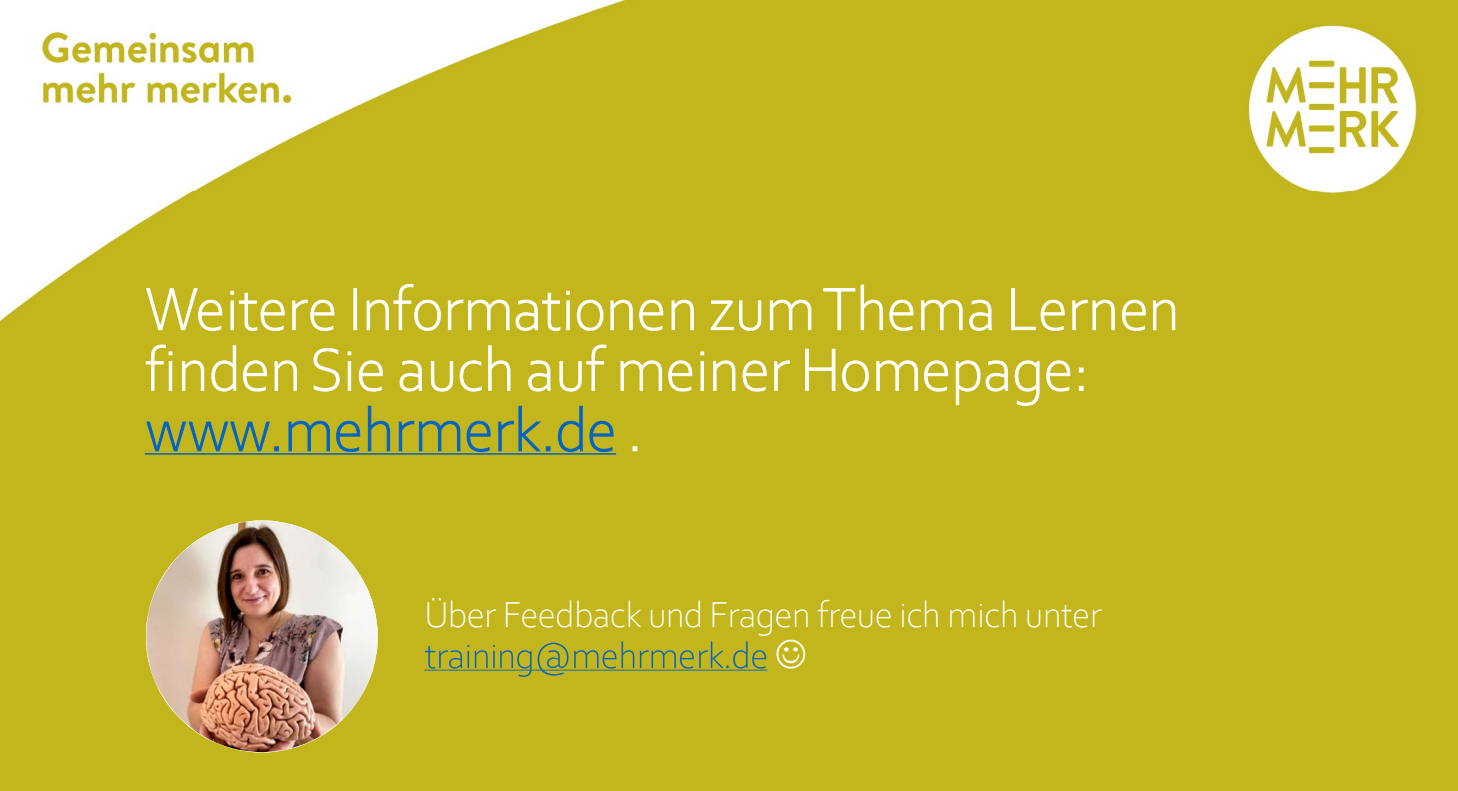 Gemeinsam
mehr merken.
MEHR
MERK
Weitere Informationen zum Thema Lernen
finden Sie auch auf meiner Homepage:
www.mehrmerk.de .
Über Feedback und Fragen freue ich mich unter
training@mehrmerk.de ☺